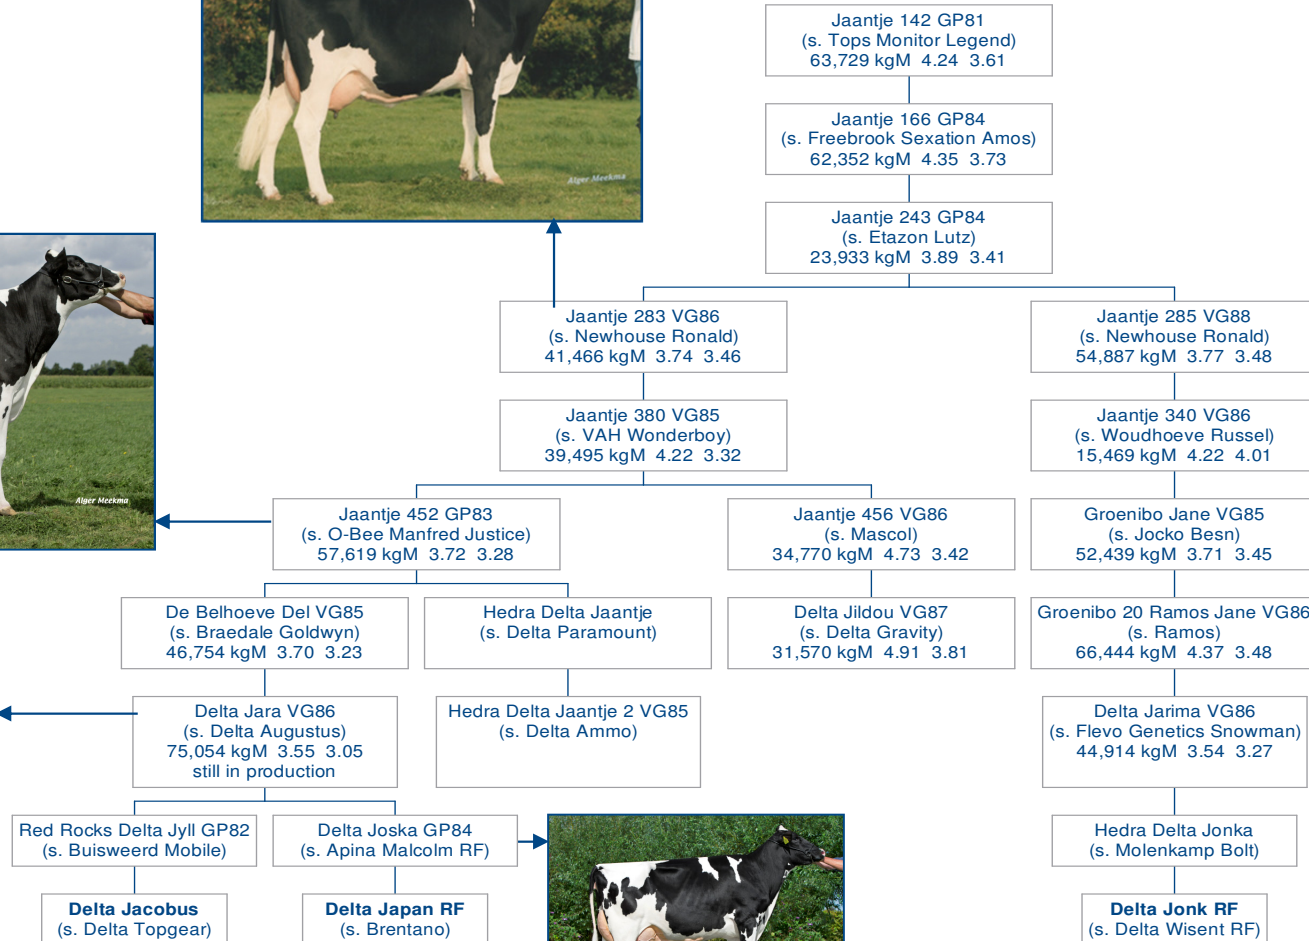 Jaantje 142 GP81
(s. Tops Monitor Legend)
63,729 kgM 4.24 3.61
Jaantje 166 GP84
(s. Freebrook Sexation Amos)
62,352 kgM 4.35 3.73
Alger Meekma
Jaantje 243 GP84
(s. Etazon Lutz)
23,933 kgM 3.89 3.41
Jaantje 283 VG86
(s. Newhouse Ronald)
41,466 kgM 3.74 3.46
Jaantje 285 VG88
(s. Newhouse Ronald)
54,887 kgM 3.77 3.48
Jaantje 380 VG85
(s. VAH Wonderboy)
39,495 kgM 4.22 3.32
Jaantje 340 VG86
(s. Woudhoeve Russel)
15,469 kgM 4.22 4.01
Alger Meekma
Jaantje 452 GP83
(s. O-Bee Manfred Justice)
57,619 kgM 3.72 3.28
Jaantje 456 VG86
(s. Mascol)
34,770 kgM 4.73 3.42
Groenibo Jane VG85
(s. Jocko Besn)
52,439 kgM 3.71 3.45
De Belhoeve Del VG85
(s. Braedale Goldwyn)
46,754 kgM 3.70 3.23
Hedra Delta Jaantje
(s. Delta Paramount)
Delta Jildou VG87
(s. Delta Gravity)
31,570 kgM 4.91 3.81
Groenibo 20 Ramos Jane VG86
(s. Ramos)
66,444 kgM 4.37 3.48
Delta Jara VG86
(s. Delta Augustus)
75,054 kgM 3.55 3.05
still in production
Hedra Delta Jaantje 2 VG85
(s. Delta Ammo)
Delta Jarima VG86
(s. Flevo Genetics Snowman)
44,914 kgM 3.54 3.27
Red Rocks Delta Jyll GP82
(s. Buisweerd Mobile)
Delta Joska GP84
(s. Apina Malcolm RF)
Hedra Delta Jonka
(s. Molenkamp Bolt)
Delta Jacobus
(s. Delta Topgear)
Delta Japan RF
(s. Brentano)
Delta Jonk RF
(s. Delta Wisent RF)